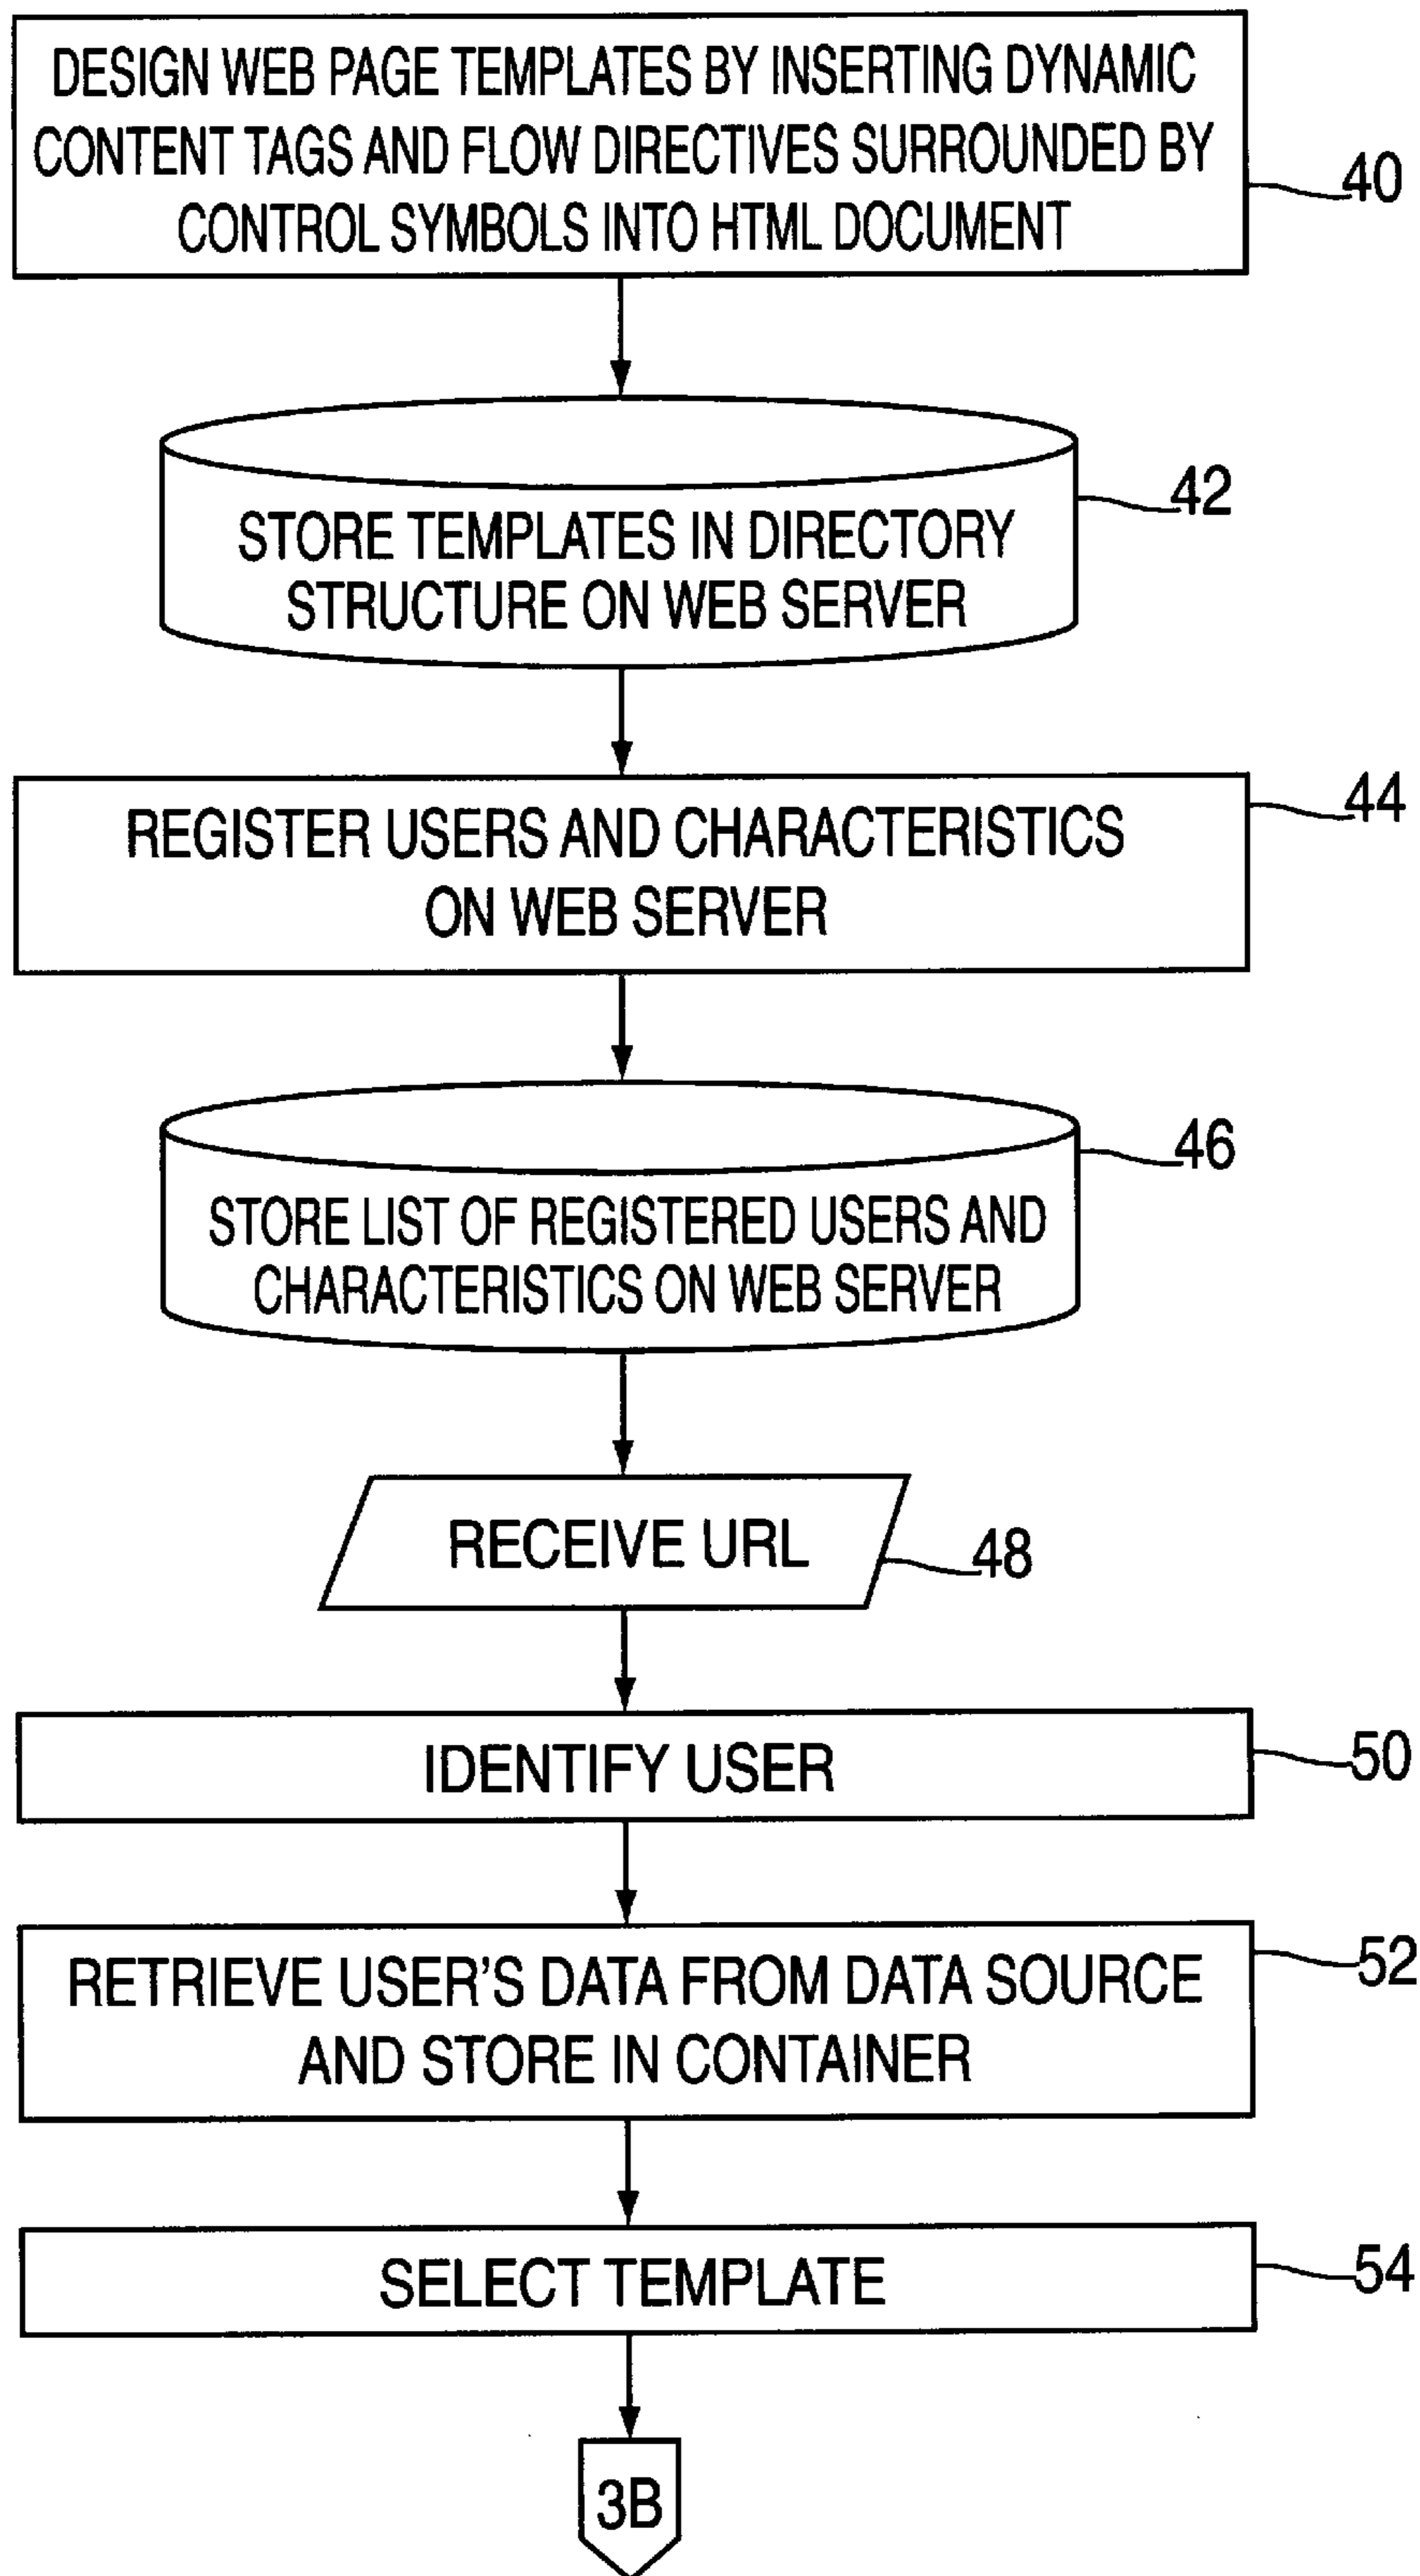 DESIGN WEB PAGE TEMPLATES BY INSERTING DYNAMIC
CONTENT TAGS AND FLOW DIRECTIVES SURROUNDED BY
CONTROL SYMBOLS INTO HTML DOCUMENT
40
STORE TEMPLATES IN DIRECTORY
STRUCTURE ON WEB SERVER
42
REGISTER USERS AND CHARACTERISTICS
ON WEB SERVER
44
STORE LIST OF REGISTERED USERS AND
CHARACTERISTICS ON WEB SERVER
46
RECEIVE URL
48
IDENTIFY USER
50
RETRIEVE USER'S DATA FROM DATA SOURCE
AND STORE IN CONTAINER
52
SELECT TEMPLATE
54
3B